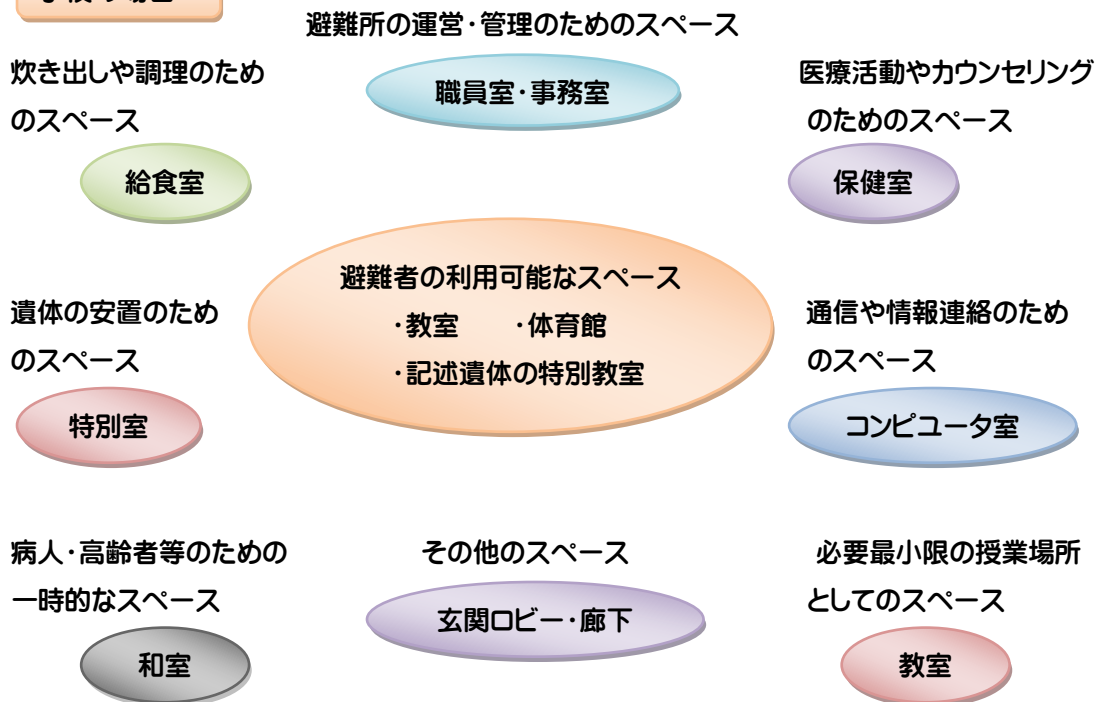 避難所の運営・管理のためのスペース
職員室・事務室
炊き出しや調理のため
のスペース
給食室
医療活動やカウンセリング
のためのスペース
保健室
避難者の利用可能なスペース
・教室 ・体育館
・記述遺体の特別教室
遺体の安置のため
のスペース
特別室
通信や情報連絡のため
のスペース
コンピュータ室
病人・高齢者等のための
一時的なスペース
和室
その他のスペース
玄関ロビー・廊下
必要最小限の授業場所
としてのスペース
教室